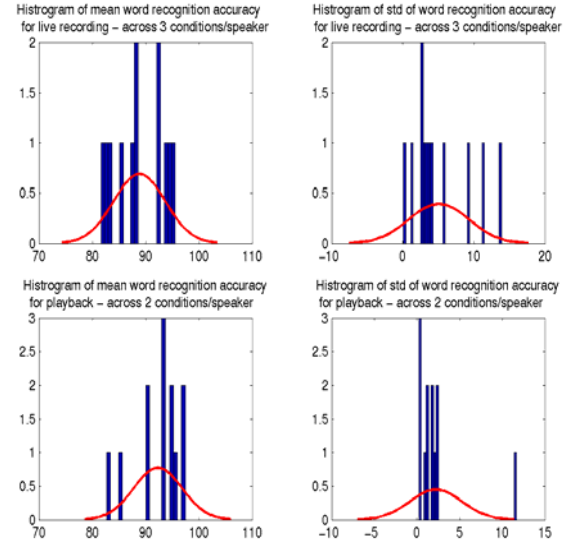 Histrogram of mean word recognition accuracy
for live recording – across 3 conditions/speaker
2
1.5
1
0.5
0
70 80 90 100 110
Histrogram of std of word recognition accuracy
for live recording – across 3 conditions/speaker
2
1.5
1
0.5
0
–10 0 10 20
Histrogram of mean word recognition accuracy
for playback – across 2 conditions/speaker
3
2.5
2
1.5
1
0.5
0
70 80 90 100 110
Histrogram of std of word recognition accuracy
for playback – across 2 conditions/speaker
3
2.5
2
1.5
1
0.5
0
–10 –5 0 5 10 15